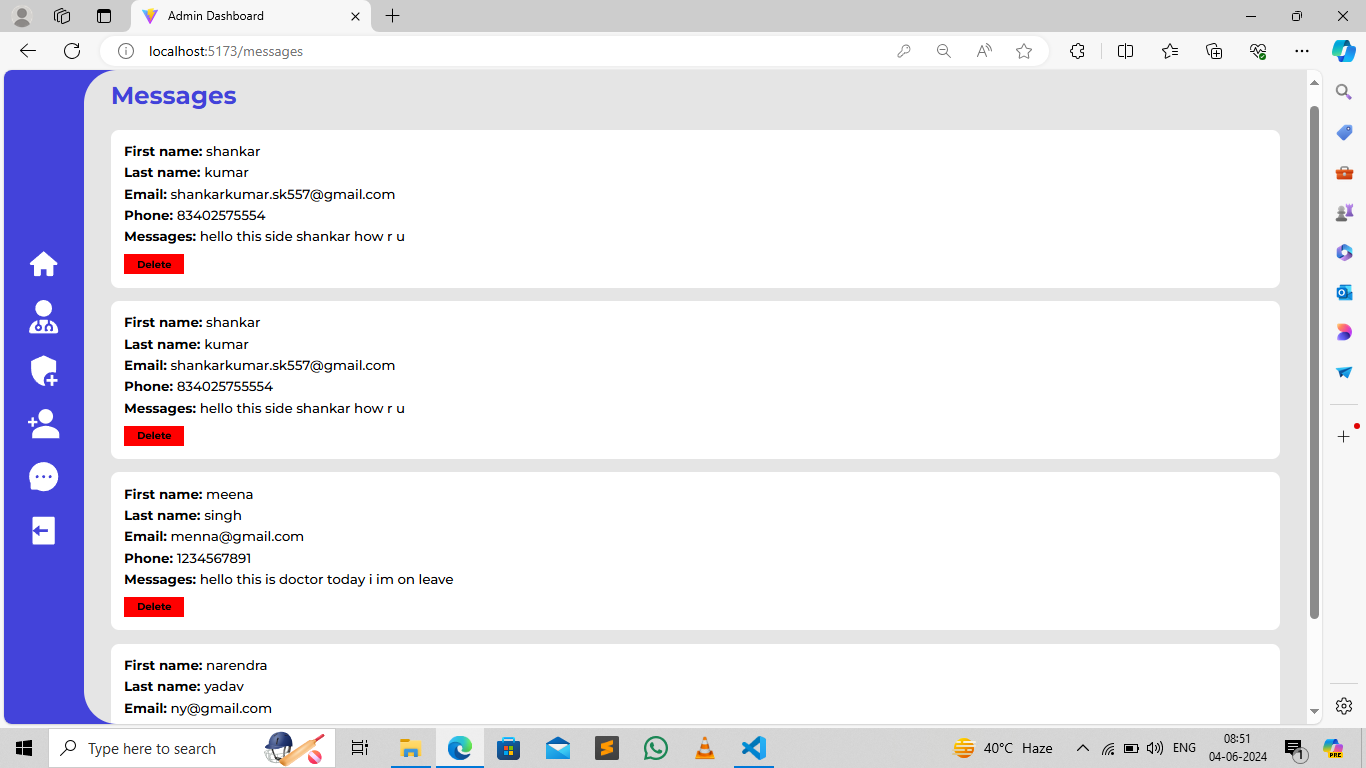 Admin Dashboard
localhost:5173/messages
Messages
First name: shankar
Last name: kumar
Email: shankarkumar.sk557@gmail.com
Phone: 83402575554
Messages: hello this side shankar how r u
Delete
First name: shankar
Last name: kumar
Email: shankarkumar.sk557@gmail.com
Phone: 834025755554
Messages: hello this side shankar how r u
Delete
First name: meena
Last name: singh
Email: menna@gmail.com
Phone: 1234567891
Messages: hello this is doctor today i im on leave
Delete
First name: narendra
Last name: yadav
Email: ny@gmail.com
Type here to search
40°C Haze
ENG
08:51
04-06-2024
1
PRE